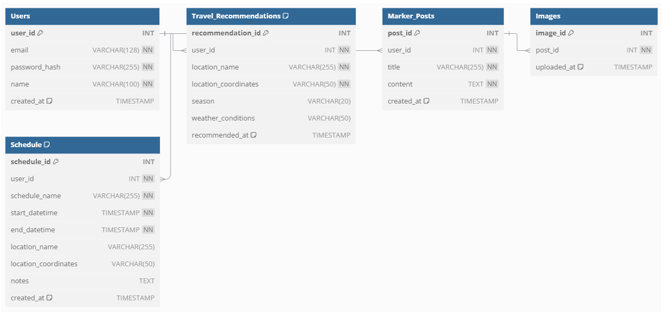 Users
user_id INT
email VARCHAR(128) NN
password_hash VARCHAR(255) NN
name VARCHAR(100) NN
created_at TIMESTAMP
Travel_Recommendations
recommendation_id INT
user_id INT NN
location_name VARCHAR(255) NN
location_coordinates VARCHAR(50) NN
season VARCHAR(20)
weather_conditions VARCHAR(50)
recommended_at TIMESTAMP
Marker_Posts
post_id INT
user_id INT NN
title VARCHAR(255) NN
content TEXT NN
created_at TIMESTAMP
Images
image_id INT
post_id INT NN
uploaded_at TIMESTAMP
Schedule
schedule_id INT
user_id INT NN
schedule_name VARCHAR(255) NN
start_datetime TIMESTAMP NN
end_datetime TIMESTAMP NN
location_name VARCHAR(255)
location_coordinates VARCHAR(50)
notes TEXT
created_at TIMESTAMP